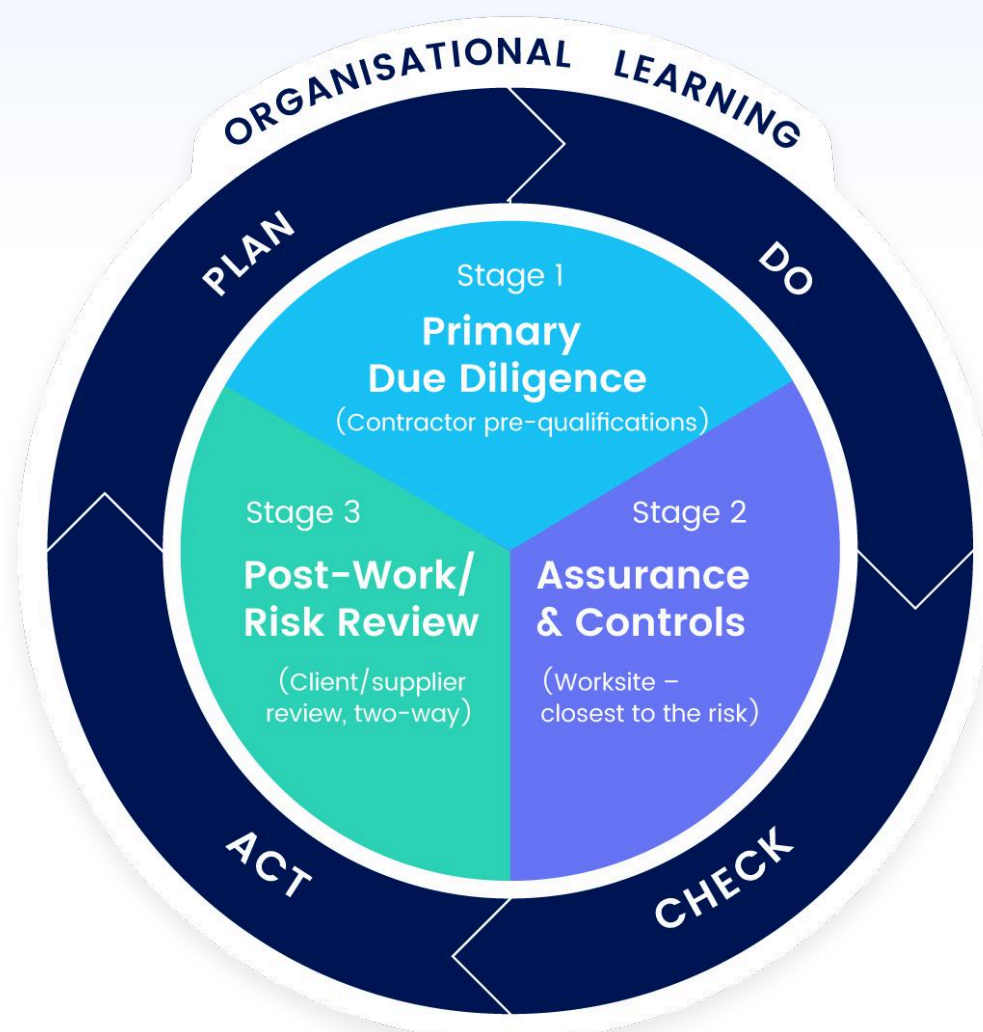 ORGANISATIONAL LEARNING
PLAN
DO
Stage 1
Primary
Due Diligence
(Contractor pre-qualifications)
Stage 2
Assurance
& Controls
(Worksite –
closest to the risk)
Stage 3
Post-Work/
Risk Review
(Client/supplier
review, two-way)
CHECK
ACT